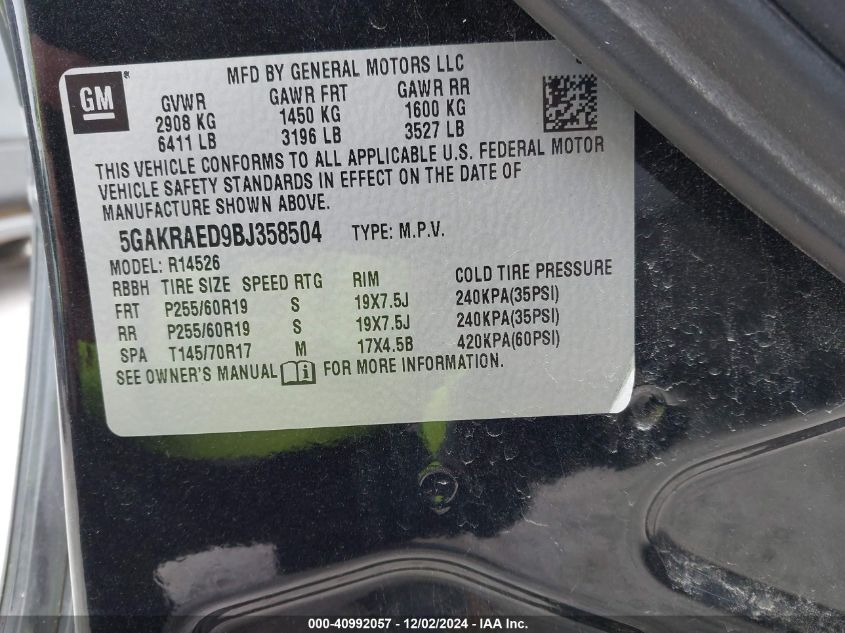 MFD BY GENERAL MOTORS LLC
GM
GVWR GAWR FRT GAWR RR
2908 KG 1450 KG 1600 KG
6411 LB 3196 LB 3527 LB
THIS VEHICLE CONFORMS TO ALL APPLICABLE U.S. FEDERAL MOTOR
VEHICLE SAFETY STANDARDS IN EFFECT ON THE DATE OF
MANUFACTURE SHOWN ABOVE.
5GAKRAED9BJ358504 TYPE: M.P.V.
MODEL: R14526
RBBH TIRE SIZE SPEED RTG RIM COLD TIRE PRESSURE
FRT P255/60R19 S 19X7.5J 240KPA(35PSI)
RR P255/60R19 S 19X7.5J 240KPA(35PSI)
SPA T145/70R17 M 17X4.5B 420KPA(60PSI)
SEE OWNER'S MANUAL FOR MORE INFORMATION.
000-40992057 - 12/02/2024 - IAA Inc.